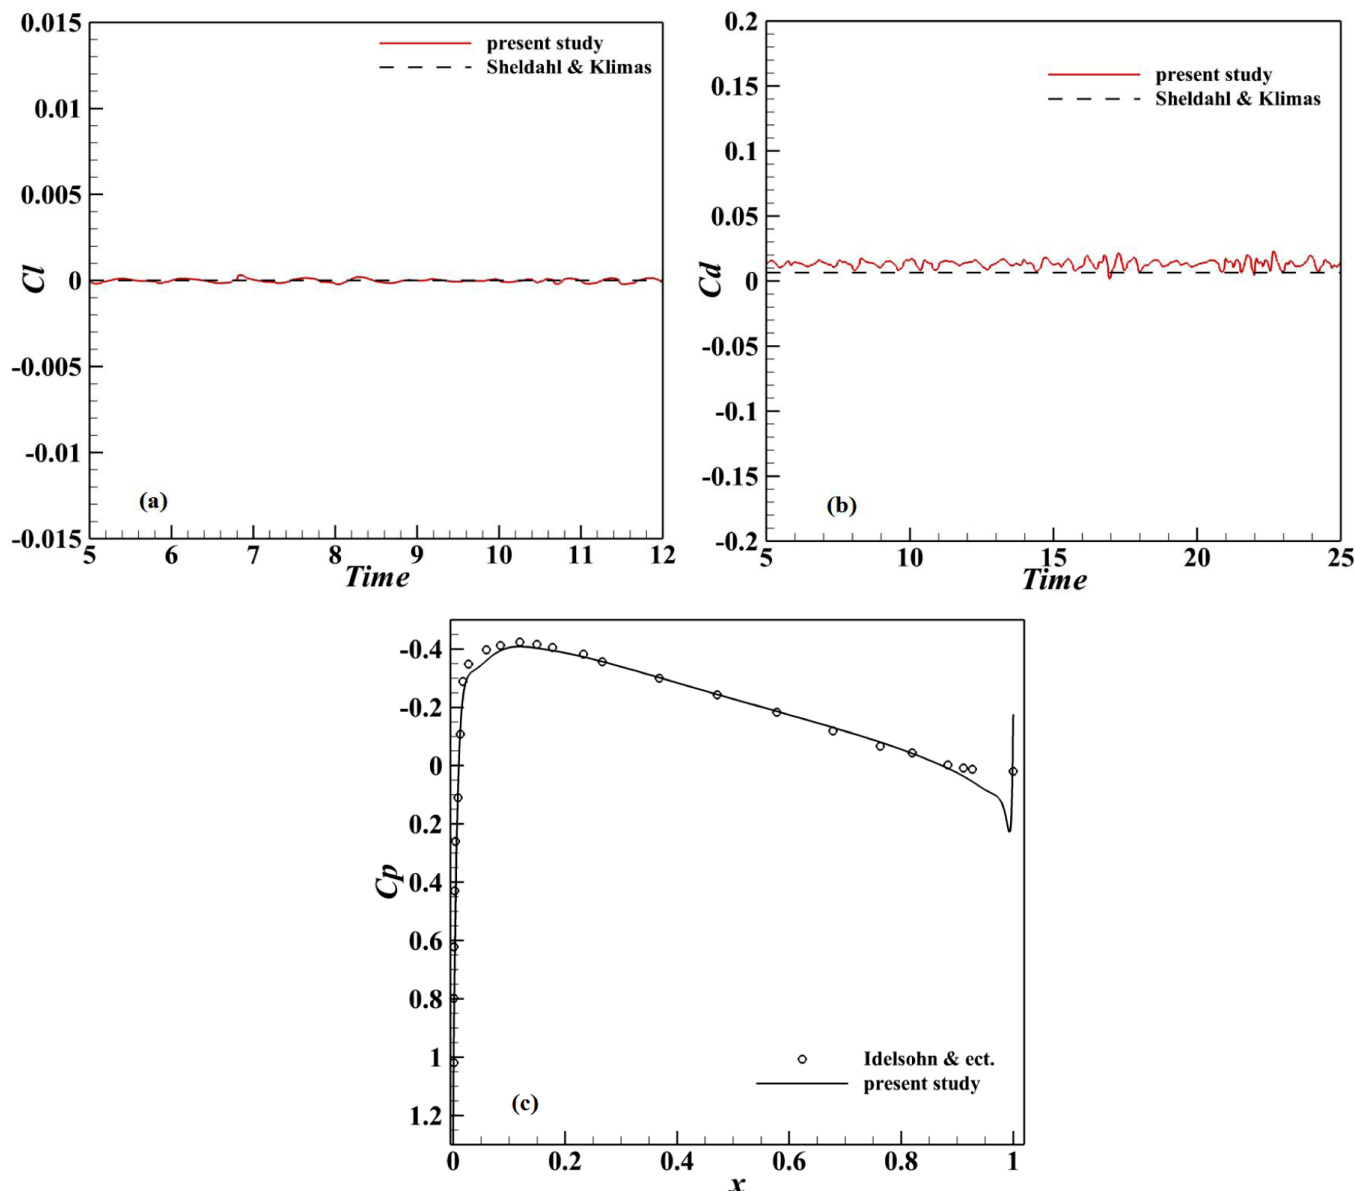 0.015
0.01
0.005
0
-0.005
-0.01
-0.015
Cl
present study
Sheldahl & Klimas
(a)
5 6 7 8 9 10 11 12
Time
0.2
0.15
0.1
0.05
0
-0.05
-0.1
-0.15
-0.2
Cd
present study
Sheldahl & Klimas
(b)
5 10 15 20 25
Time
-0.4
-0.2
0
0.2
0.4
0.6
0.8
1
1.2
Cp
Idelsohn & ect.
present study
(c)
0 0.2 0.4 0.6 0.8 1
x